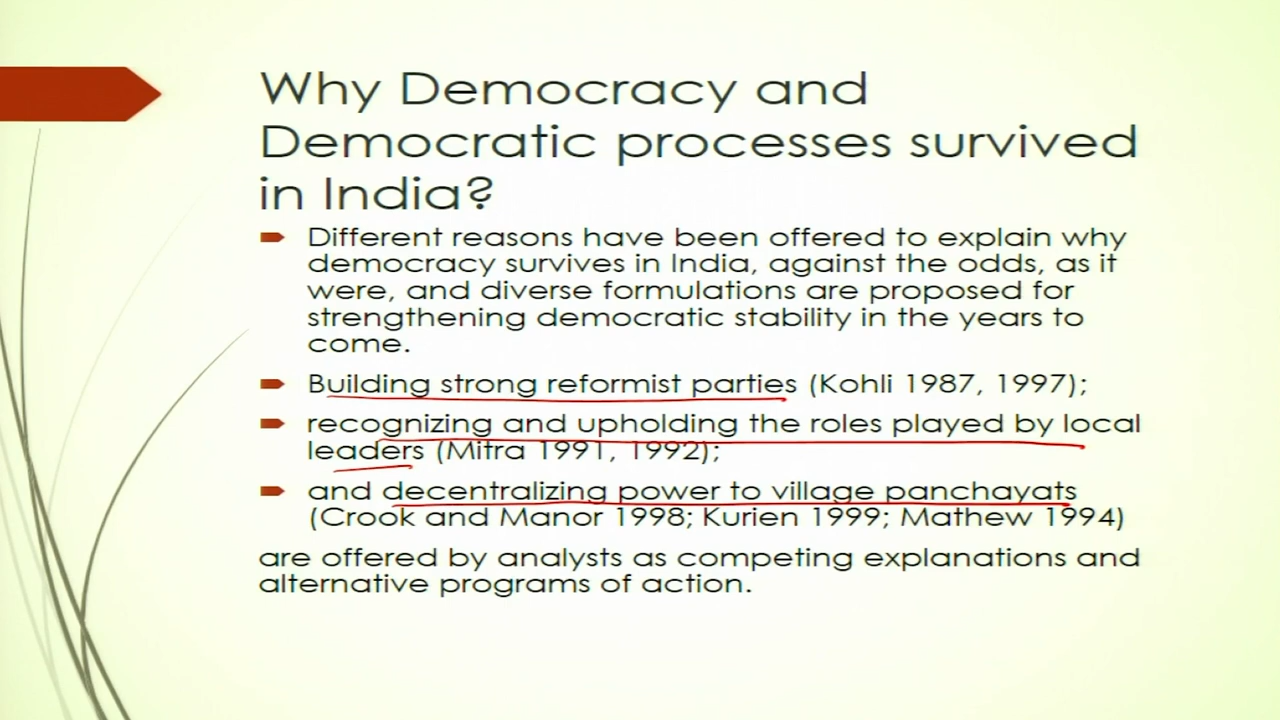 Why Democracy and
Democratic processes survived
in India?
Different reasons have been offered to explain why
democracy survives in India, against the odds, as it
were, and diverse formulations are proposed for
strengthening democratic stability in the years to
come.
Building strong reformist parties (Kohli 1987, 1997);
recognizing and upholding the roles played by local
leaders (Mitra 1991, 1992);
and decentralizing power to village panchayats
(Crook and Manor 1998; Kurien 1999; Mathew 1994)
are offered by analysts as competing explanations and
alternative programs of action.